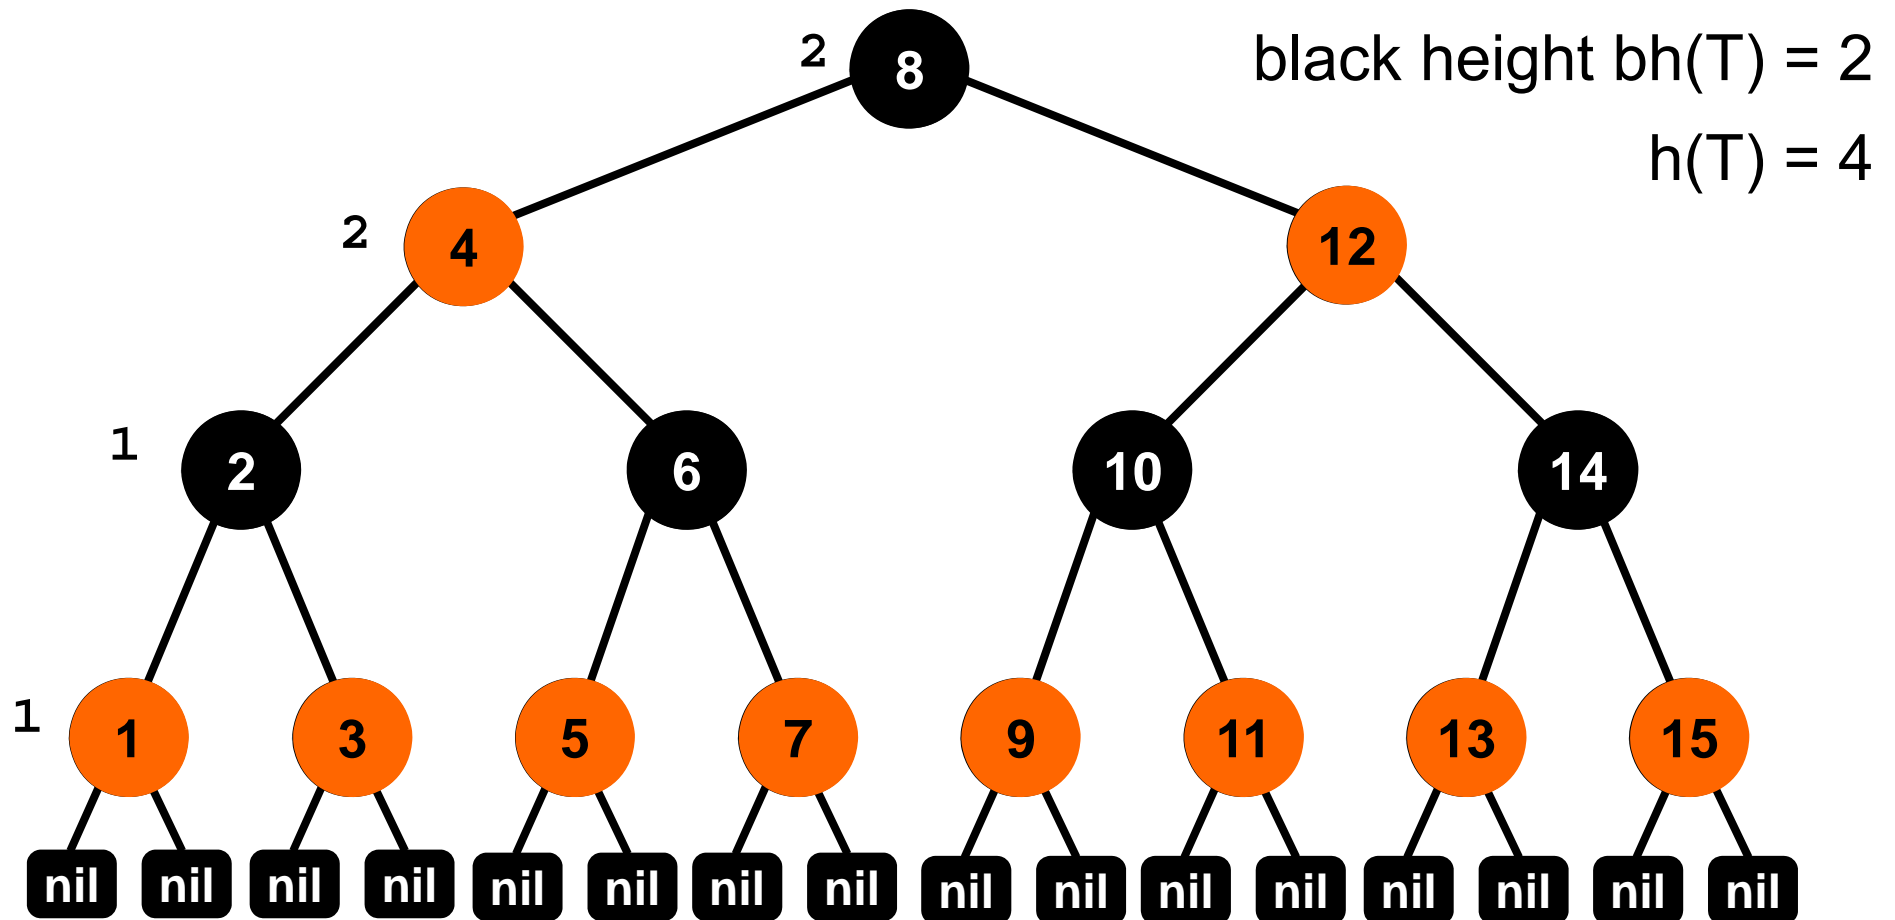 2 8 black height bh(T) = 2
h(T) = 4
2 4 12
1 2 6 10 14
1 1 3 5 7 9 11 13 15
nil nil nil nil nil nil nil nil nil nil nil nil nil nil nil nil